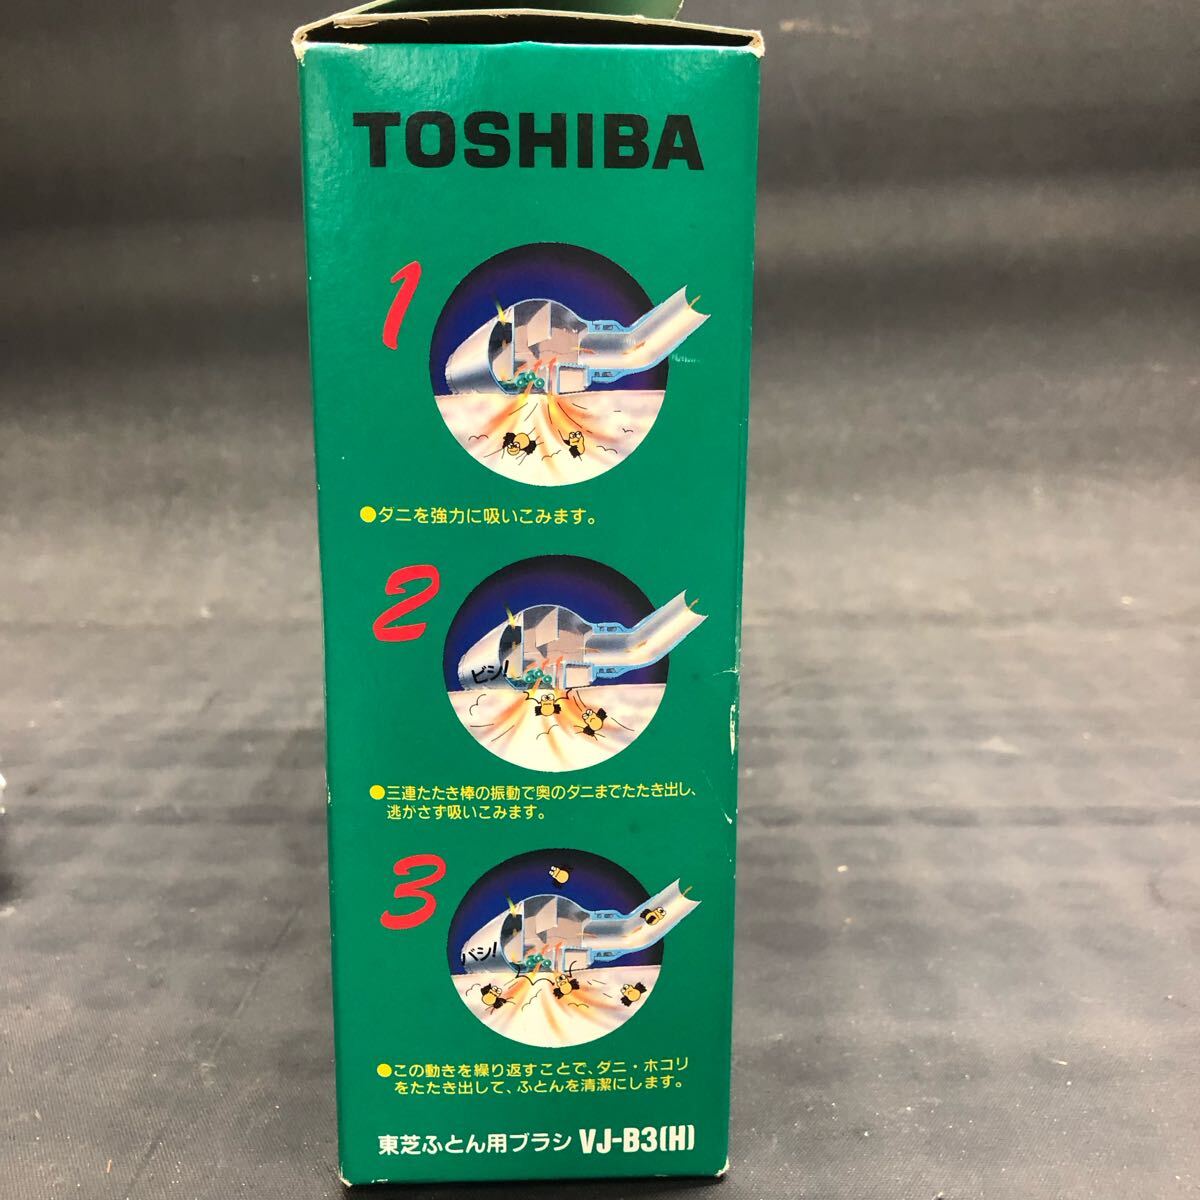 TOSHIBA
1
●ダニを強力に吸いこみます。
2
ビシ!
●三連たたき棒の振動で奥のダニまでたたき出し、
逃がさず吸いこみます。
3
バシ!
●この動きを繰り返すことで、ダニ・ホコリ
をたたき出して、ふとんを清潔にします。
東芝ふとん用ブラシ VJ-B3(H)